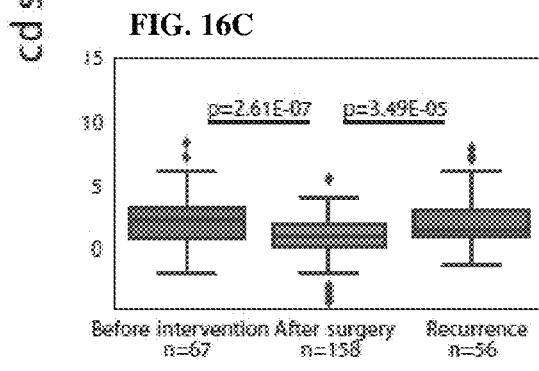 FIG. 16C
cd s
15
p=2.61E-07 p=3.49E-05
10
5
0
Before intervention After surgery Recurrence
n=67 n=158 n=56